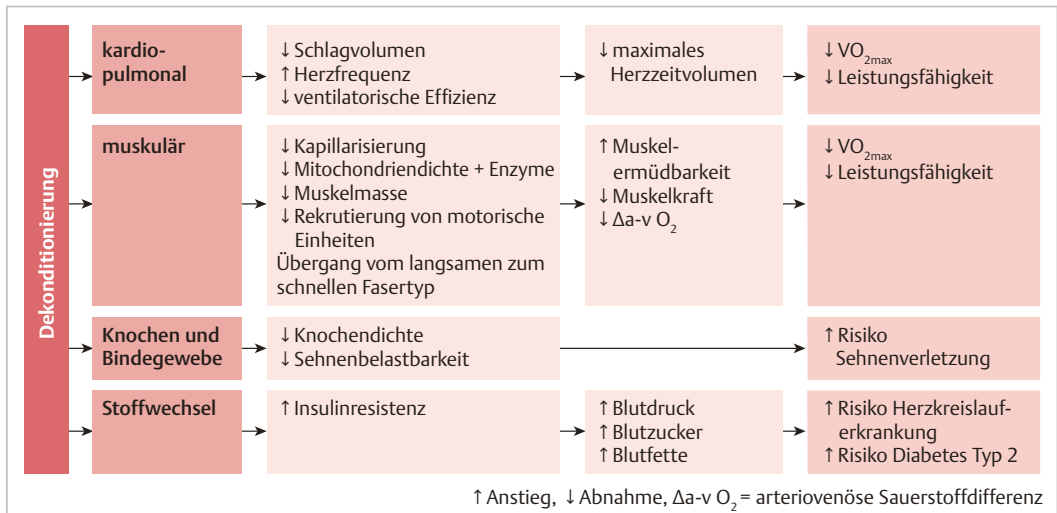 Dekonditionierung
kardio-
pulmonal
↓ Schlagvolumen
↑ Herzfrequenz
↓ ventilatorische Effizienz
↓ maximales
Herzzeitvolumen
↓ VO2max
↓ Leistungsfähigkeit
muskulär
↓ Kapillarisierung
↓ Mitochondriendichte + Enzyme
↓ Muskelmasse
↓ Rekrutierung von motorische
Einheiten
Übergang vom langsamen zum
schnellen Fasertyp
↑ Muskel-
ermüdbarkeit
↓ Muskelkraft
↓ Δa-v O2
↓ VO2max
↓ Leistungsfähigkeit
Knochen und
Bindegewebe
↓ Knochendichte
↓ Sehnenbelastbarkeit
↑ Risiko
Sehnenverletzung
Stoffwechsel
↑ Insulinresistenz
↑ Blutdruck
↑ Blutzucker
↑ Blutfette
↑ Risiko Herzkreislauf-
erkrankung
↑ Risiko Diabetes Typ 2
↑ Anstieg, ↓ Abnahme, Δa-v O2 = arteriovenöse Sauerstoffdifferenz